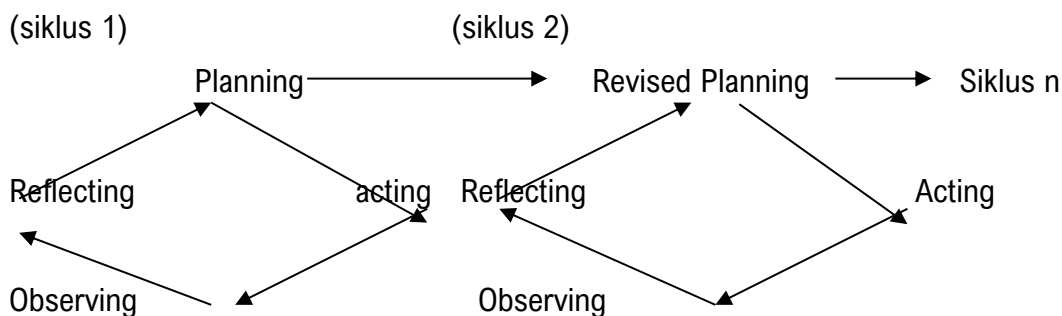 (siklus 1) (siklus 2)
Planning Revised Planning Siklus n
Reflecting acting Reflecting Acting
Observing Observing